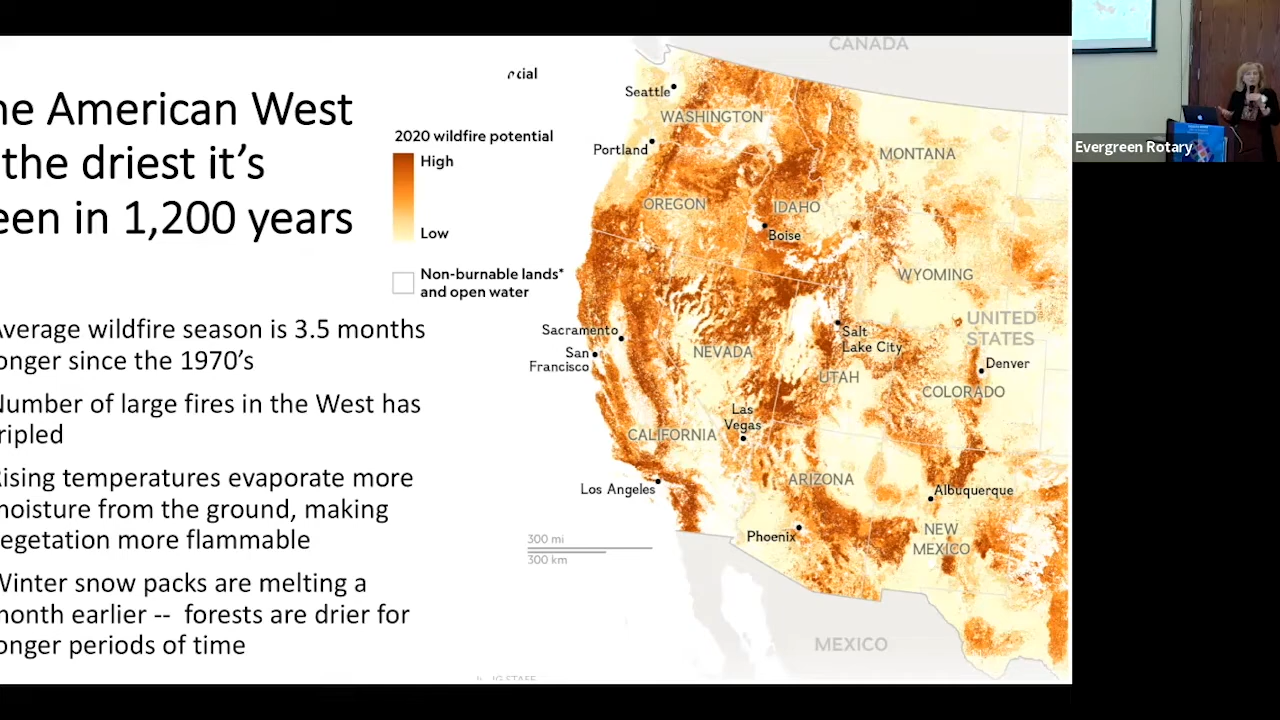 ne American West
the driest it's
een in 1,200 years
Average wildfire season is 3.5 months
onger since the 1970's
Number of large fires in the West has
ripled
Rising temperatures evaporate more
moisture from the ground, making
egetation more flammable
Winter snow packs are melting a
month earlier -- forests are drier for
onger periods of time
cial
2020 wildfire potential
High
Low
Non-burnable lands*
and open water
CANADA
Seattle
WASHINGTON
Portland
MONTANA
OREGON
IDAHO
Boise
WYOMING
UNITED
STATES
Sacramento
Salt
Lake City
San
Francisco
NEVADA
UTAH
Denver
COLORADO
Las
Vegas
CALIFORNIA
ARIZONA
Los Angeles
Albuquerque
Phoenix
NEW
MEXICO
300 mi
300 km
MEXICO
Evergreen Rotary